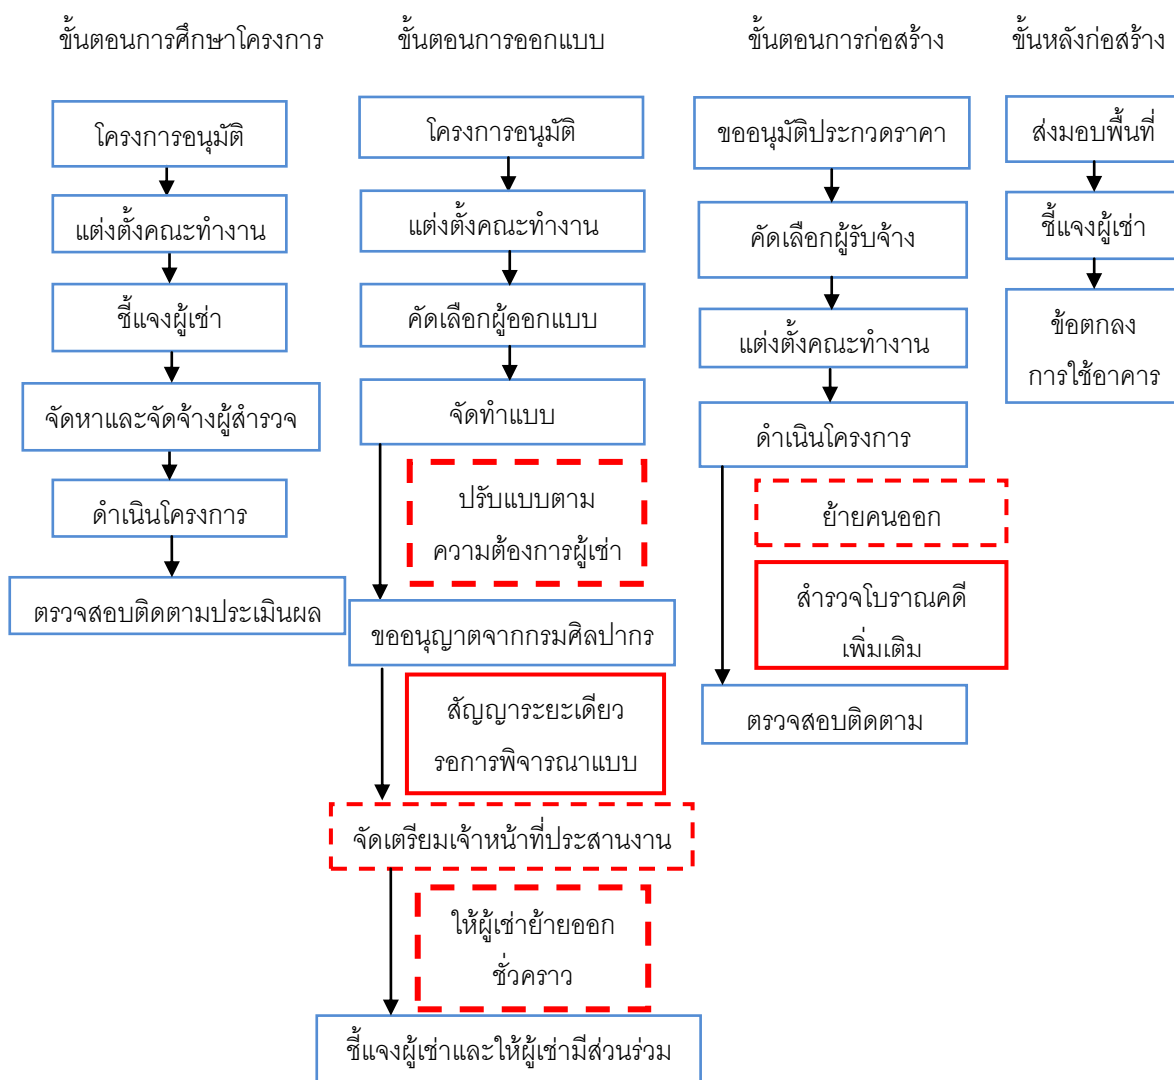 ขั้นตอนการศึกษาโครงการ
โครงการอนุมัติ
แต่งตั้งคณะทำงาน
ชี้แจงผู้เช่า
จัดหาและจัดจ้างผู้สำรวจ
ดำเนินโครงการ
ตรวจสอบติดตามประเมินผล
ขั้นตอนการออกแบบ
โครงการอนุมัติ
แต่งตั้งคณะทำงาน
คัดเลือกผู้ออกแบบ
จัดทำแบบ
ปรับแบบตาม
ความต้องการผู้เช่า
ขออนุญาตจากกรมศิลปากร
สัญญาระยะเดียว
รอการพิจารณาแบบ
จัดเตรียมเจ้าหน้าที่ประสานงาน
ให้ผู้เช่าย้ายออก
ชั่วคราว
ชี้แจงผู้เช่าและให้ผู้เช่ามีส่วนร่วม
ขั้นตอนการก่อสร้าง
ขออนุมัติประกวดราคา
คัดเลือกผู้รับจ้าง
แต่งตั้งคณะทำงาน
ดำเนินโครงการ
ย้ายคนออก
สำรวจโบราณคดี
เพิ่มเติม
ตรวจสอบติดตาม
ขั้นหลังก่อสร้าง
ส่งมอบพื้นที่
ชี้แจงผู้เช่า
ข้อตกลง
การใช้อาคาร